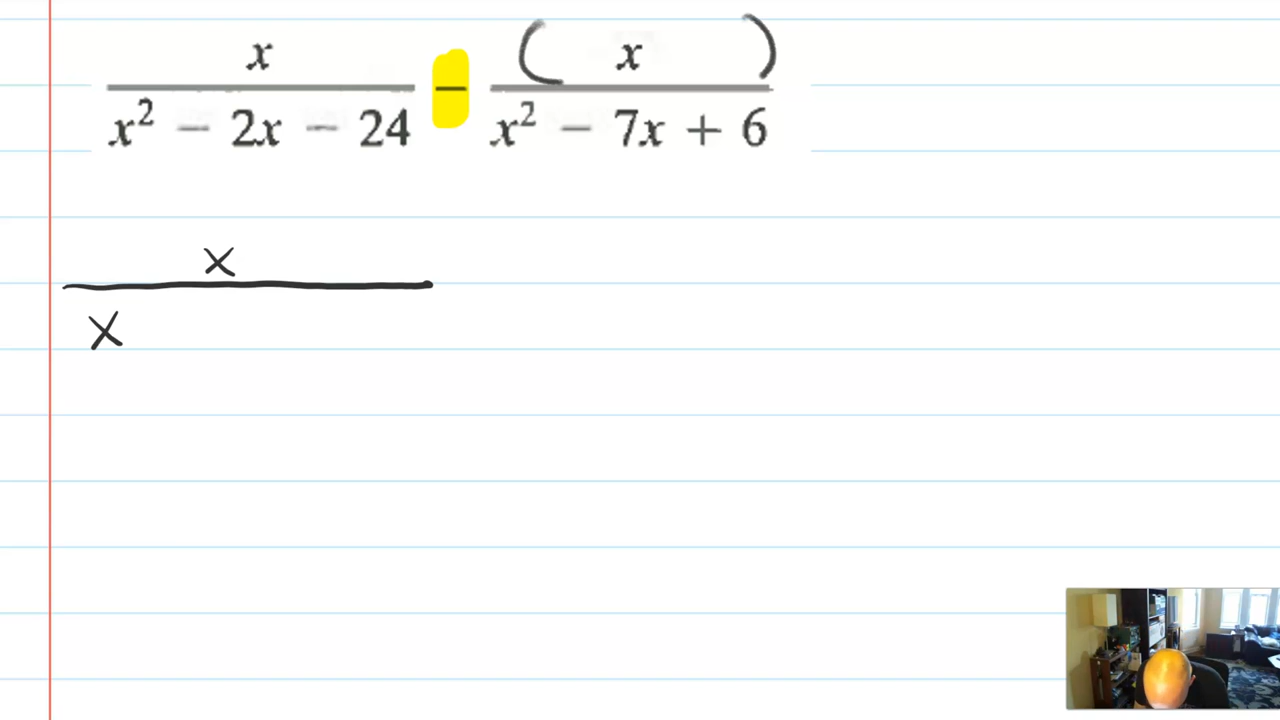 x − ( x )
x² − 2x − 24 x² − 7x + 6
x
x